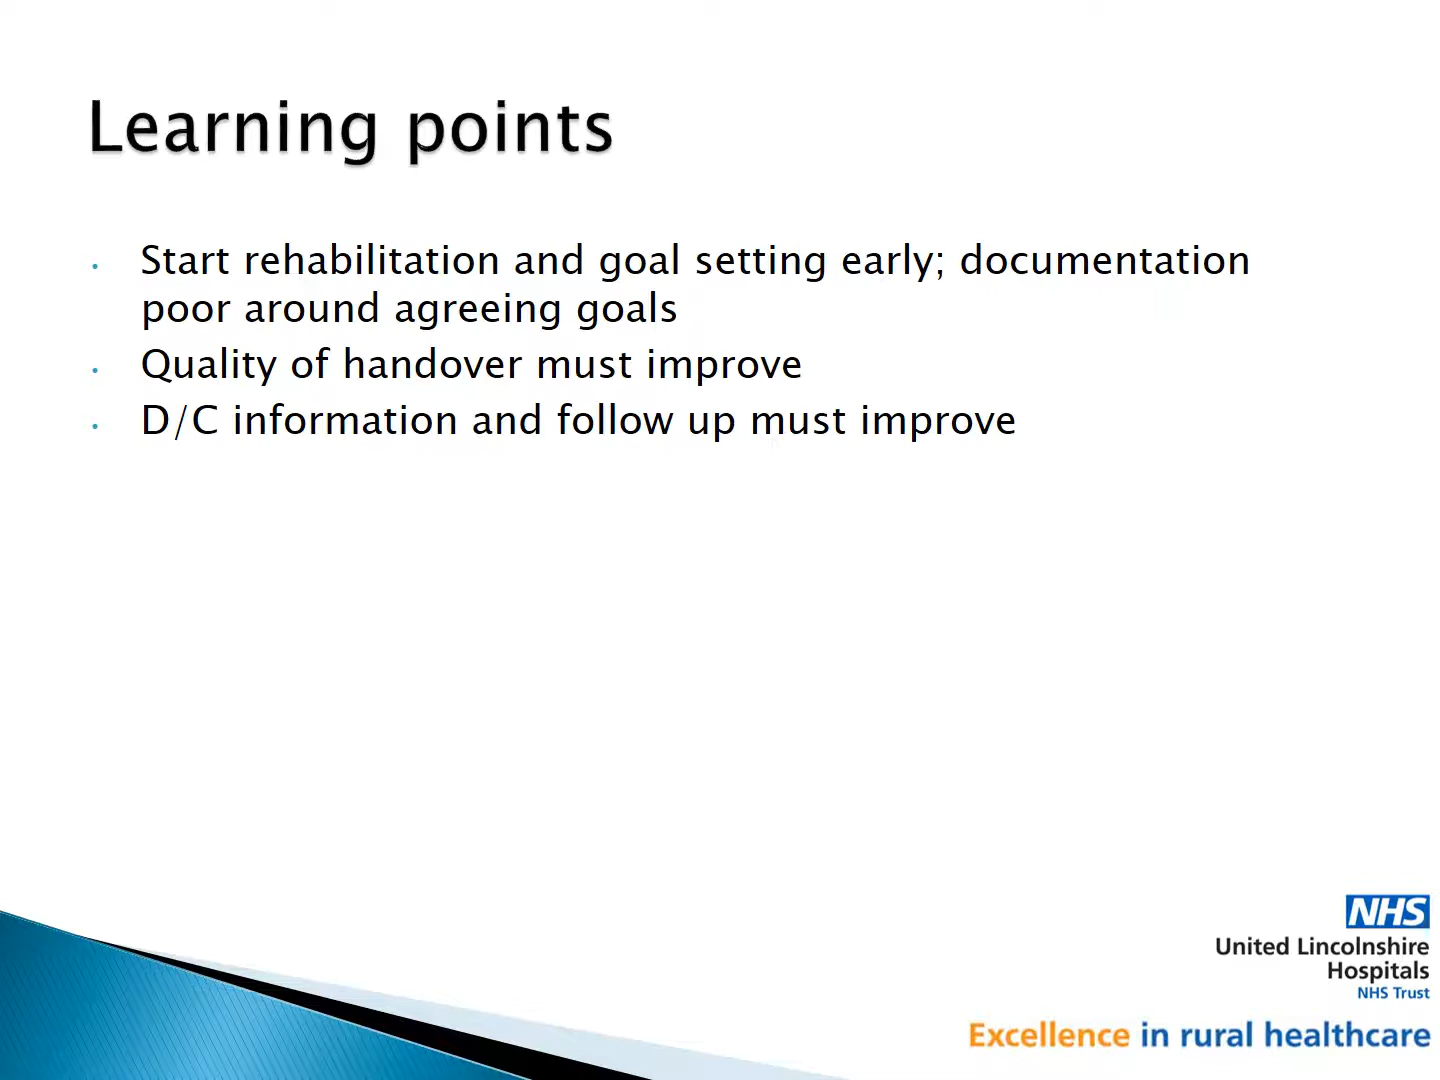 Learning points
Start rehabilitation and goal setting early; documentation
poor around agreeing goals
Quality of handover must improve
D/C information and follow up must improve
NHS
United Lincolnshire
Hospitals
NHS Trust
Excellence in rural healthcare